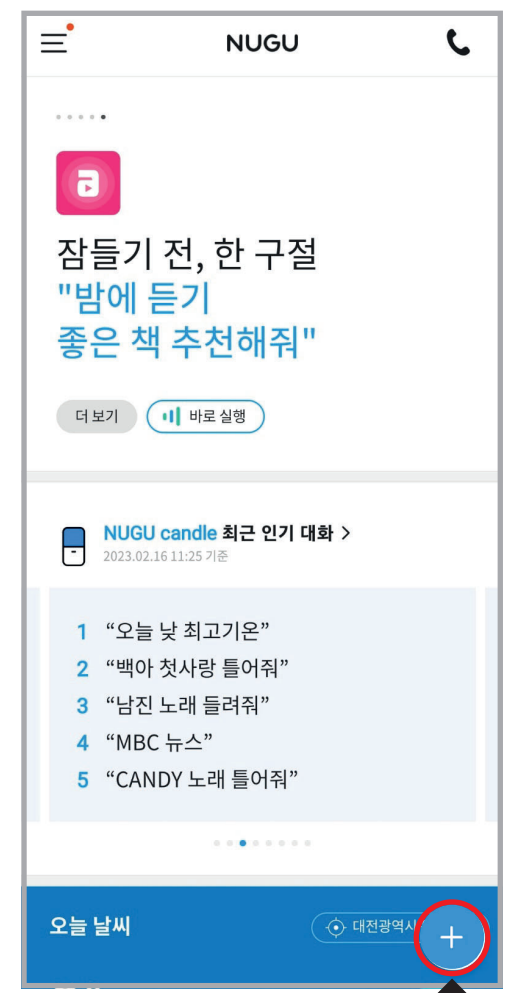 NUGU
잠들기 전, 한 구절
"밤에 듣기
좋은 책 추천해줘"
더 보기
바로 실행
NUGU candle 최근 인기 대화 >
2023.02.16 11:25 기준
1 “오늘 낮 최고기온”
2 “백아 첫사랑 틀어줘”
3 “남진 노래 들려줘”
4 “MBC 뉴스”
5 “CANDY 노래 틀어줘”
오늘 날씨
대전광역시
+